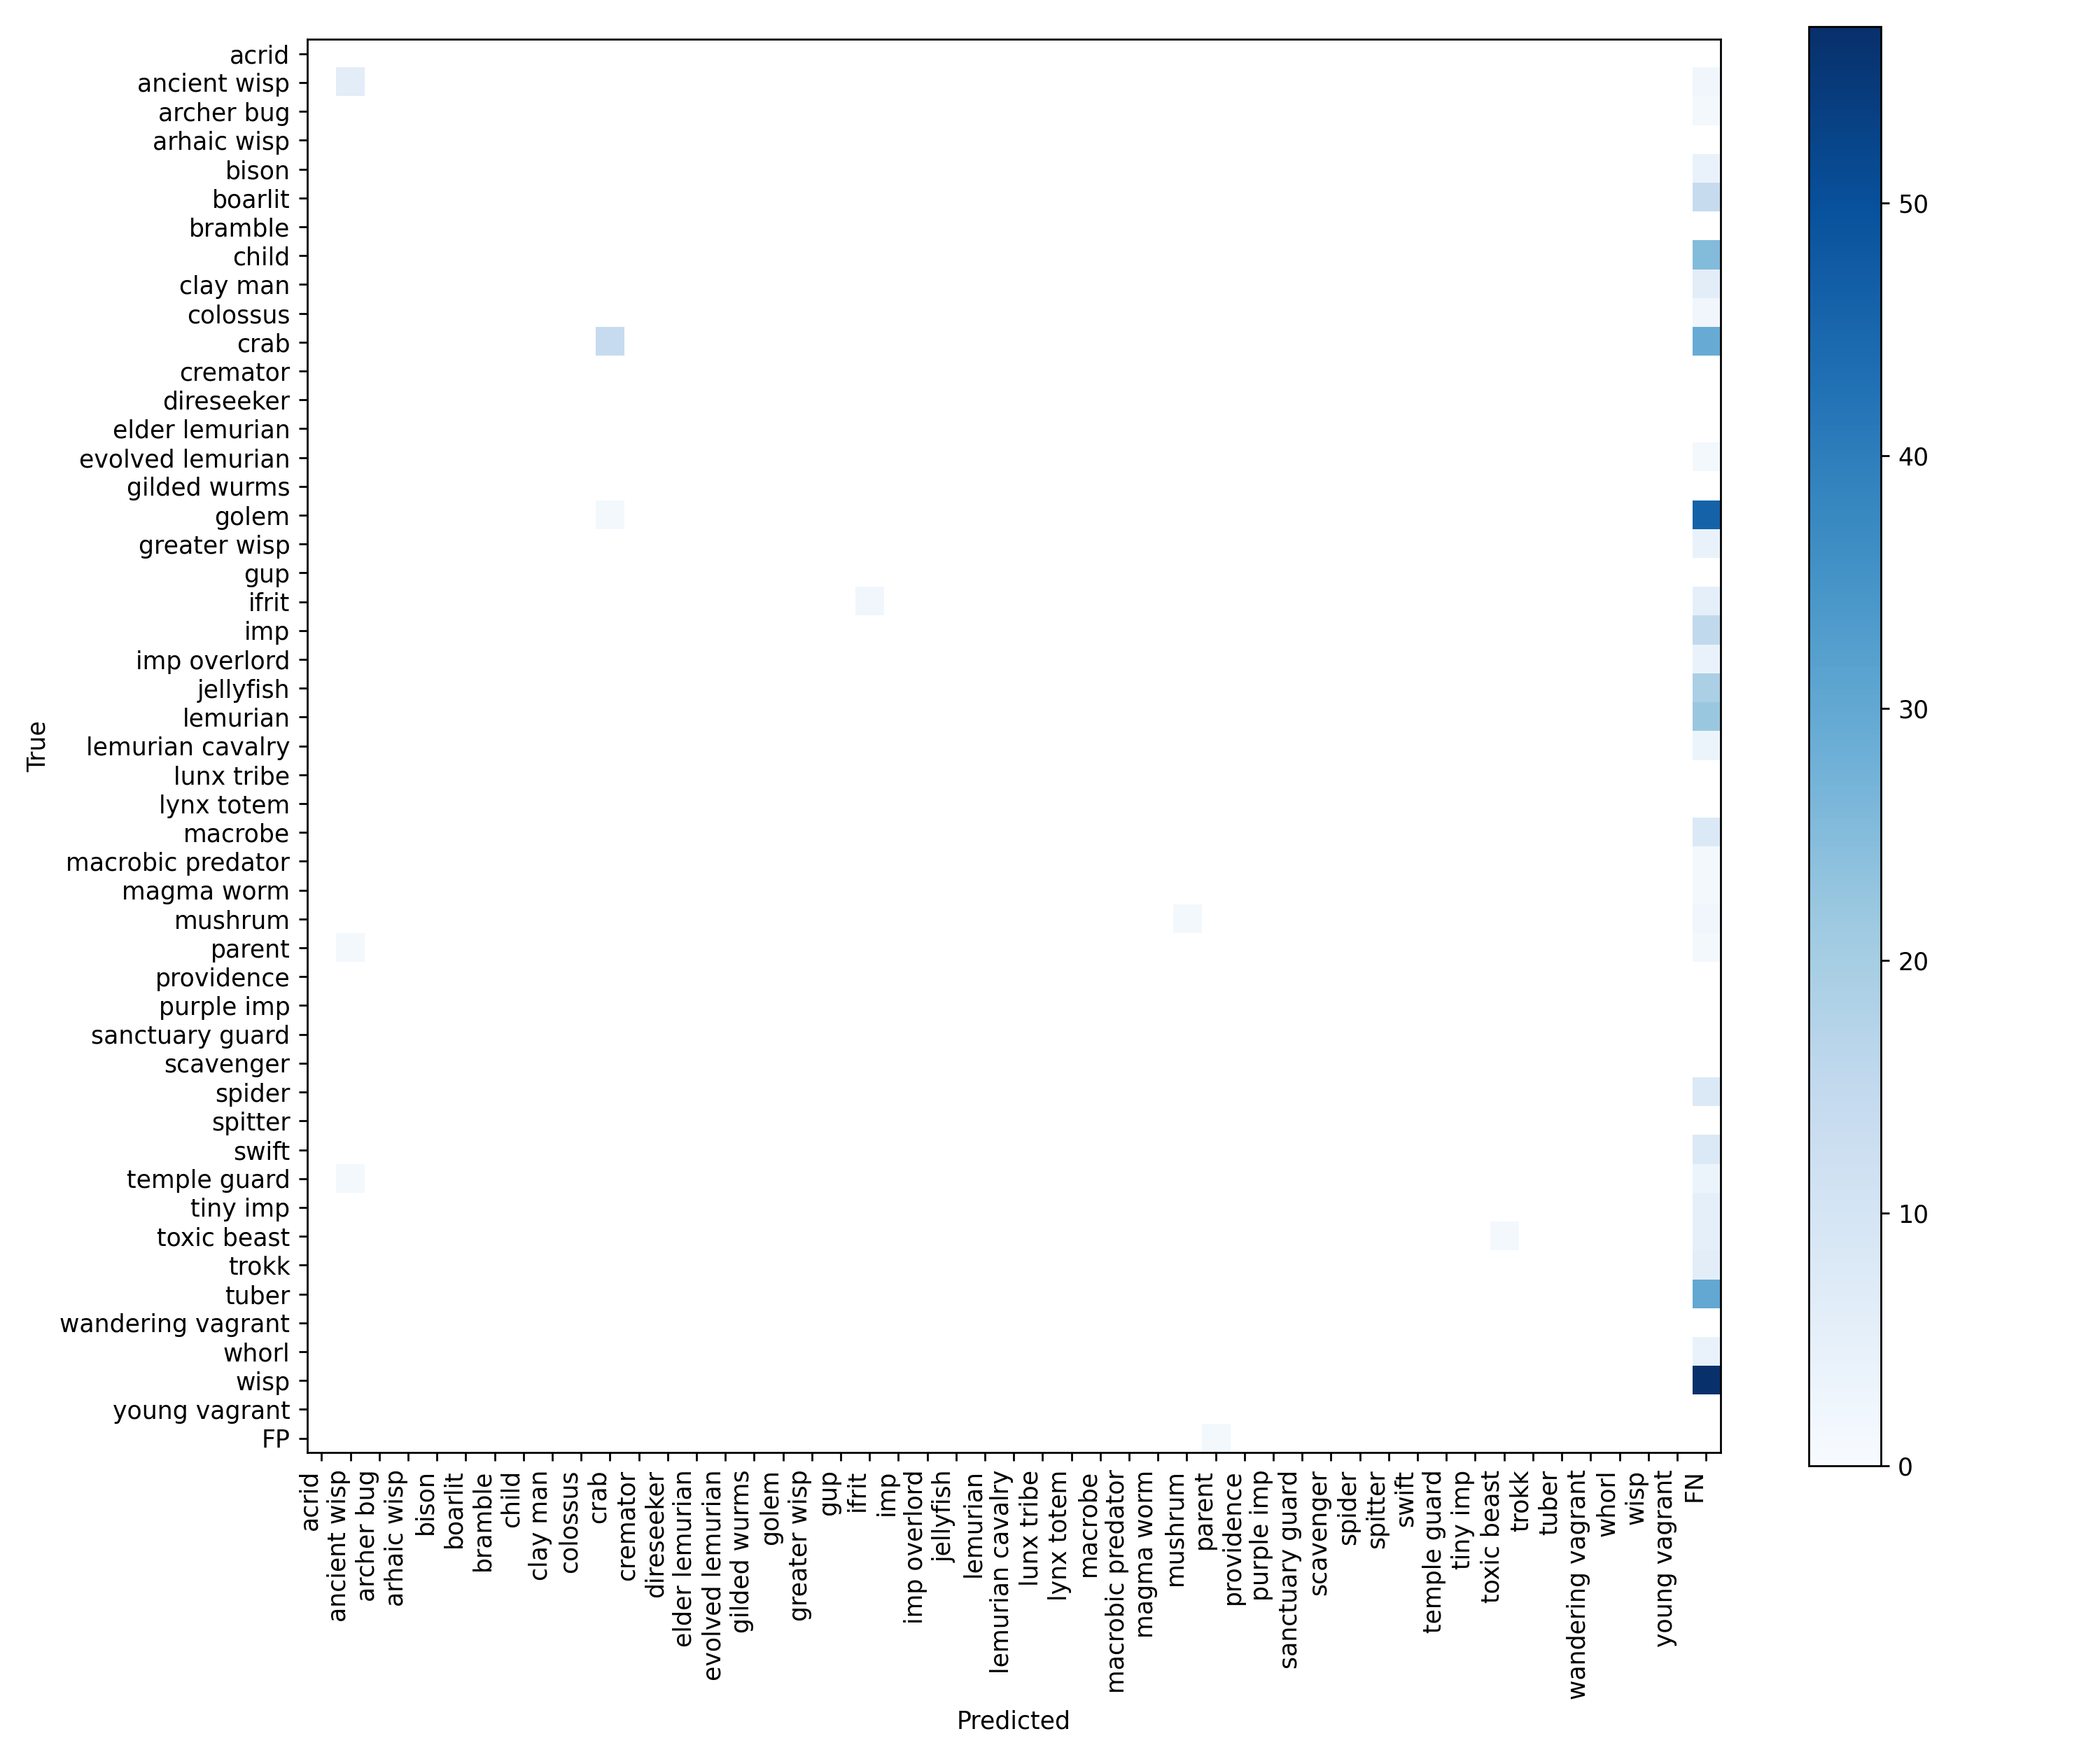 True
acrid
ancient wisp
archer bug
arhaic wisp
bison
boarlit
bramble
child
clay man
colossus
crab
cremator
direseeker
elder lemurian
evolved lemurian
gilded wurms
golem
greater wisp
gup
ifrit
imp
imp overlord
jellyfish
lemurian
lemurian cavalry
lunx tribe
lynx totem
macrobe
macrobic predator
magma worm
mushrum
parent
providence
purple imp
sanctuary guard
scavenger
spider
spitter
swift
temple guard
tiny imp
toxic beast
trokk
tuber
wandering vagrant
whorl
wisp
young vagrant
FP
acrid
ancient wisp
archer bug
arhaic wisp
bison
boarlit
bramble
child
clay man
colossus
crab
cremator
direseeker
elder lemurian
evolved lemurian
gilded wurms
golem
greater wisp
gup
ifrit
imp
imp overlord
jellyfish
lemurian
lemurian cavalry
lunx tribe
lynx totem
macrobe
macrobic predator
magma worm
mushrum
parent
providence
purple imp
sanctuary guard
scavenger
spider
spitter
swift
temple guard
tiny imp
toxic beast
trokk
tuber
wandering vagrant
whorl
wisp
young vagrant
FN
Predicted
50
40
30
20
10
0